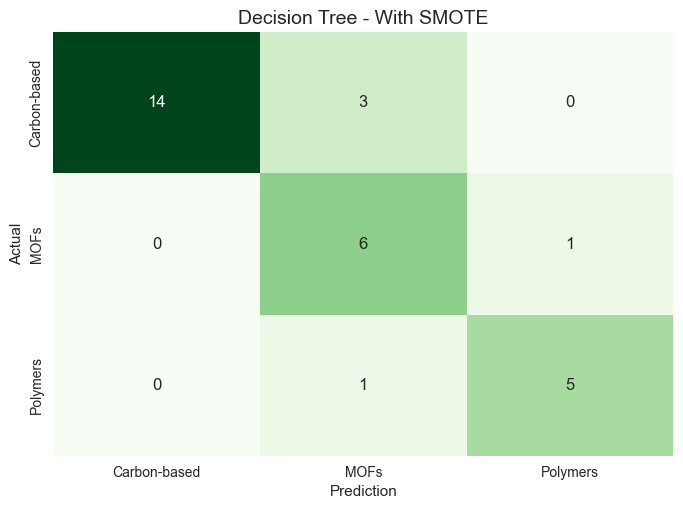 Decision Tree - With SMOTE
Actual
Carbon-based
14
3
0
MOFs
0
6
1
Polymers
0
1
5
Carbon-based
MOFs
Polymers
Prediction